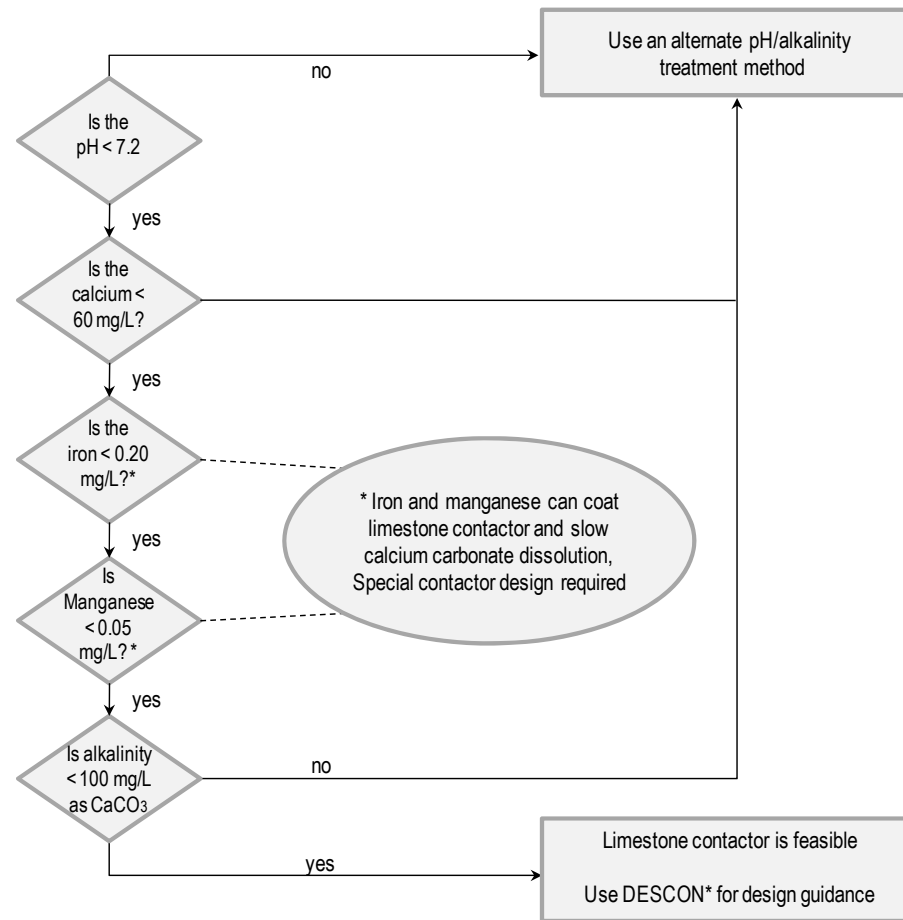 Use an alternate pH/alkalinity
treatment method
no
Is the
pH < 7.2
yes
Is the
calcium <
60 mg/L?
yes
Is the
iron < 0.20
mg/L?*
* Iron and manganese can coat
limestone contactor and slow
calcium carbonate dissolution,
Special contactor design required
yes
Is
Manganese
< 0.05
mg/L? *
yes
Is alkalinity
< 100 mg/L
as CaCO3
no
yes
Limestone contactor is feasible
Use DESCON* for design guidance